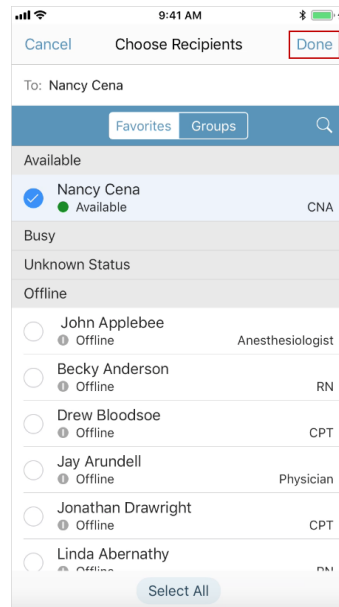 9:41 AM
Cancel Choose Recipients Done
To: Nancy Cena
Favorites Groups
Available
Nancy Cena
Available CNA
Busy
Unknown Status
Offline
John Applebee
Offline Anesthesiologist
Becky Anderson
Offline RN
Drew Bloodsoe
Offline CPT
Jay Arundell
Offline Physician
Jonathan Drawright
Offline CPT
Linda Abernathy
Offline RN
Select All